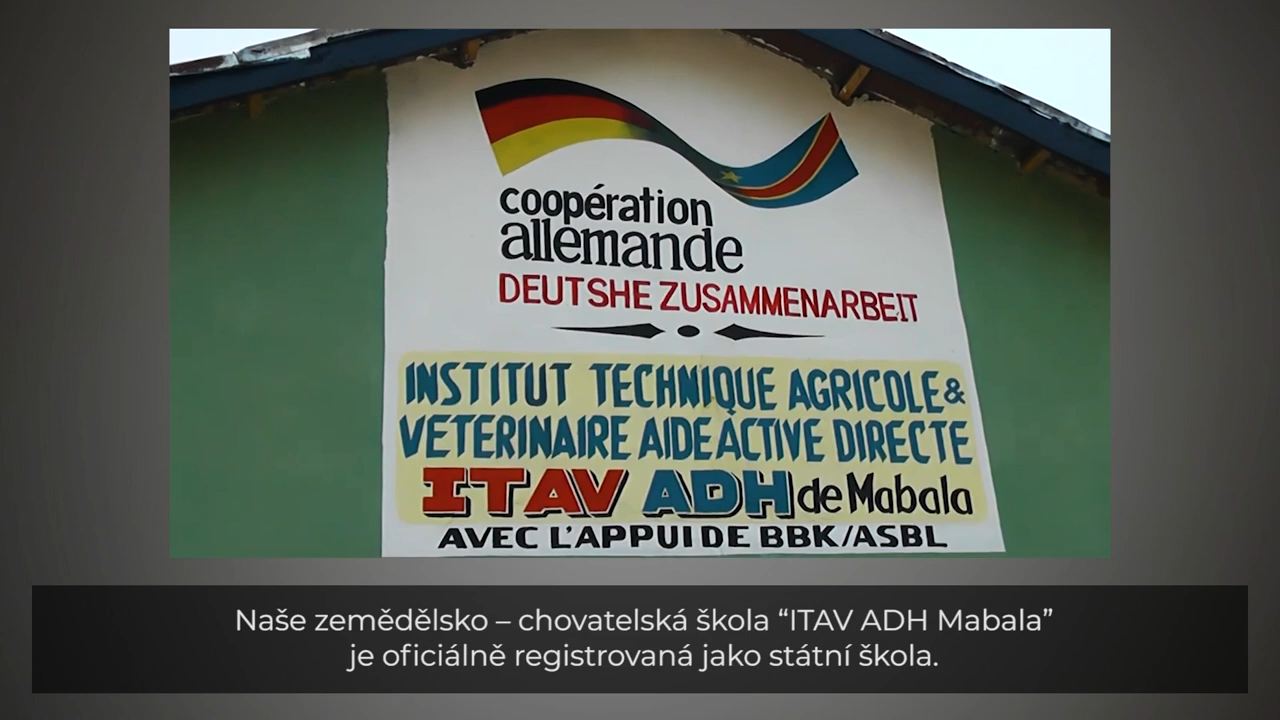 coopération
allemande
DEUTSHE ZUSAMMENARBEIT
INSTITUT TECHNIQUE AGRICOLE &
VETERINAIRE AIDE ACTIVE DIRECTE
ITAV ADH de Mabala
AVEC L'APPUI DE BBK/ASBL
Naše zemědělsko – chovatelská škola “ITAV ADH Mabala”
je oficiálně registrovaná jako státní škola.